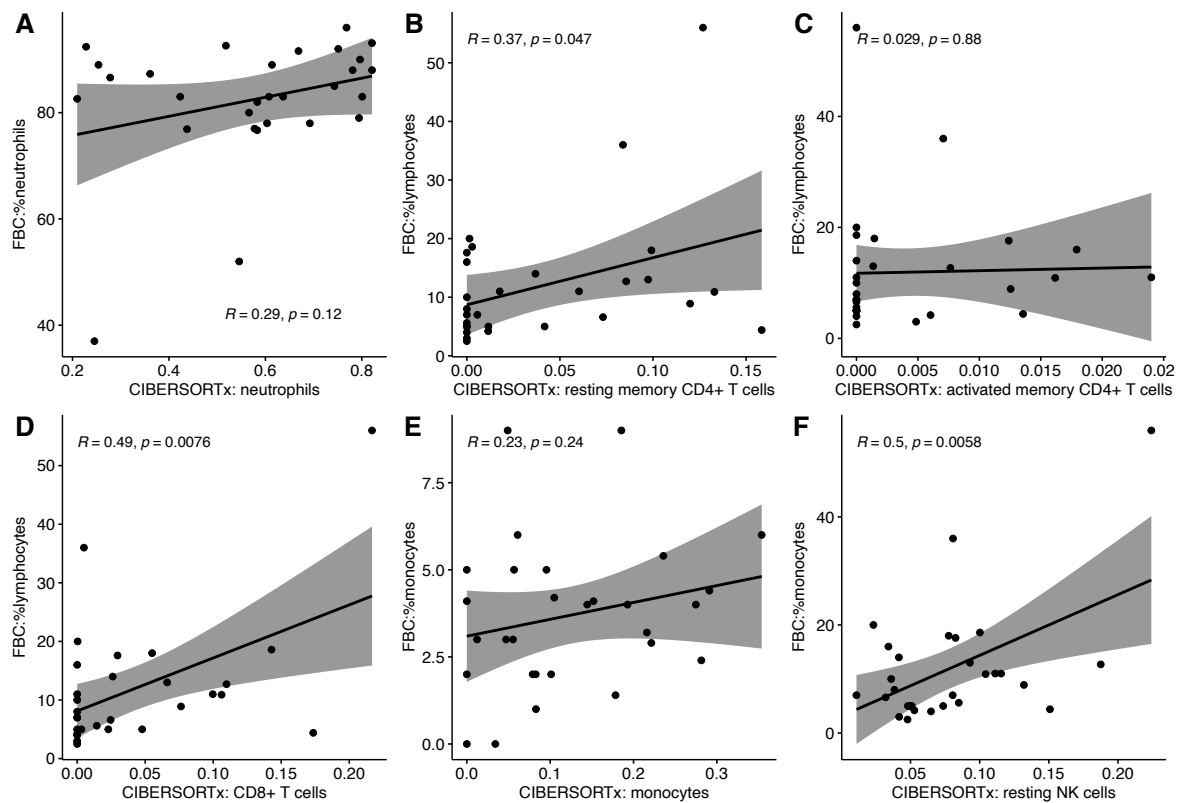 A
FBC:%neutrophils
80
60
40
R = 0.29, p = 0.12
0.2 0.4 0.6 0.8
CIBERSORTx: neutrophils
B
FBC:%lymphocytes
R = 0.37, p = 0.047
50
40
30
20
10
0
0.00 0.05 0.10 0.15
CIBERSORTx: resting memory CD4+ T cells
C
FBC:%lymphocytes
R = 0.029, p = 0.88
40
20
0
0.000 0.005 0.010 0.015 0.020 0.02
CIBERSORTx: activated memory CD4+ T cells
D
FBC:%lymphocytes
R = 0.49, p = 0.0076
50
40
30
20
10
0
0.00 0.05 0.10 0.15 0.20
CIBERSORTx: CD8+ T cells
E
FBC:%monocytes
R = 0.23, p = 0.24
7.5
5.0
2.5
0.0
0.0 0.1 0.2 0.3
CIBERSORTx: monocytes
F
FBC:%monocytes
R = 0.5, p = 0.0058
40
20
0
0.05 0.10 0.15 0.20
CIBERSORTx: resting NK cells